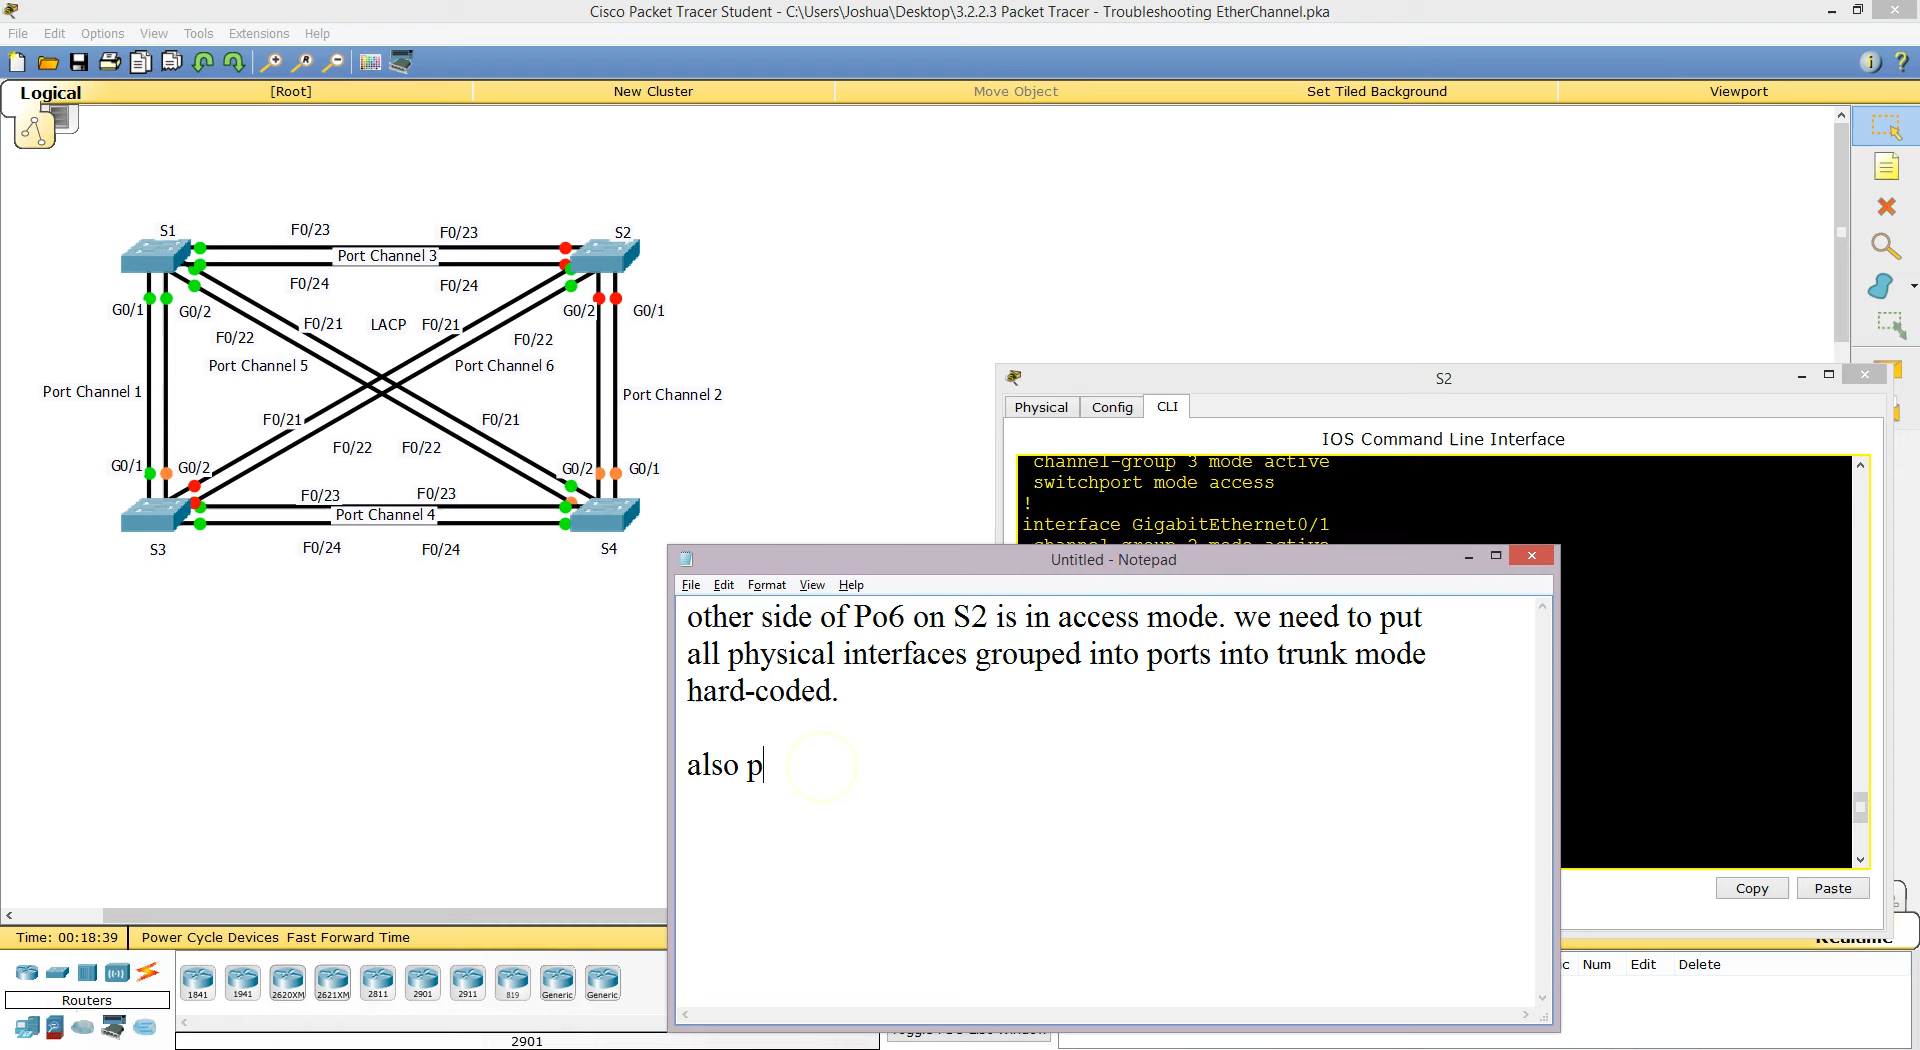 Cisco Packet Tracer Student - C:\Users\Joshua\Desktop\3.2.2.3 Packet Tracer - Troubleshooting EtherChannel.pka
File Edit Options View Tools Extensions Help
Logical [Root] New Cluster Move Object Set Tiled Background Viewport
S1 F0/23 F0/23 S2
Port Channel 3
F0/24 F0/24
G0/1 G0/2 G0/2 G0/1
F0/22 F0/21 LACP F0/21 F0/22
Port Channel 5 Port Channel 6
Port Channel 1 Port Channel 2
F0/21 F0/21
F0/22 F0/22
G0/1 G0/2 G0/2 G0/1
F0/23 F0/23
Port Channel 4
S3 F0/24 F0/24 S4
S2
Physical Config CLI
IOS Command Line Interface
channel-group 3 mode active
switchport mode access
!
interface GigabitEthernet0/1
Untitled - Notepad
File Edit Format View Help
other side of Po6 on S2 is in access mode. we need to put
all physical interfaces grouped into ports into trunk mode
hard-coded.
also p
Copy Paste
Time: 00:18:39 Power Cycle Devices Fast Forward Time
Realtime
Num Edit Delete
1841 1941 2620XM 2621XM 2811 2901 2911 819 Generic Generic
Routers
2901